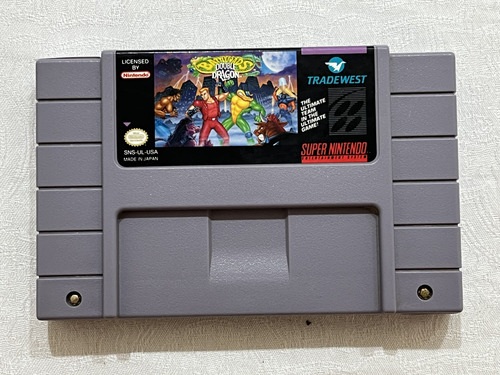 LICENSED
BY
Nintendo
BATTLETOADS
DOUBLE
DRAGON
TRADEWEST
THE
ULTIMATE
TEAM
IN THE
ULTIMATE
GAME!
SNS-UL-USA
MADE IN JAPAN
SUPER NINTENDO
ENTERTAINMENT SYSTEM